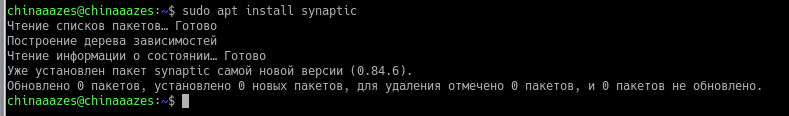 chinaaazes@chinaaazes:~$ sudo apt install synaptic
Чтение списков пакетов… Готово
Построение дерева зависимостей
Чтение информации о состоянии… Готово
Уже установлен пакет synaptic самой новой версии (0.84.6).
Обновлено 0 пакетов, установлено 0 новых пакетов, для удаления отмечено 0 пакетов, и 0 пакетов не обновлено.
chinaaazes@chinaaazes:~$